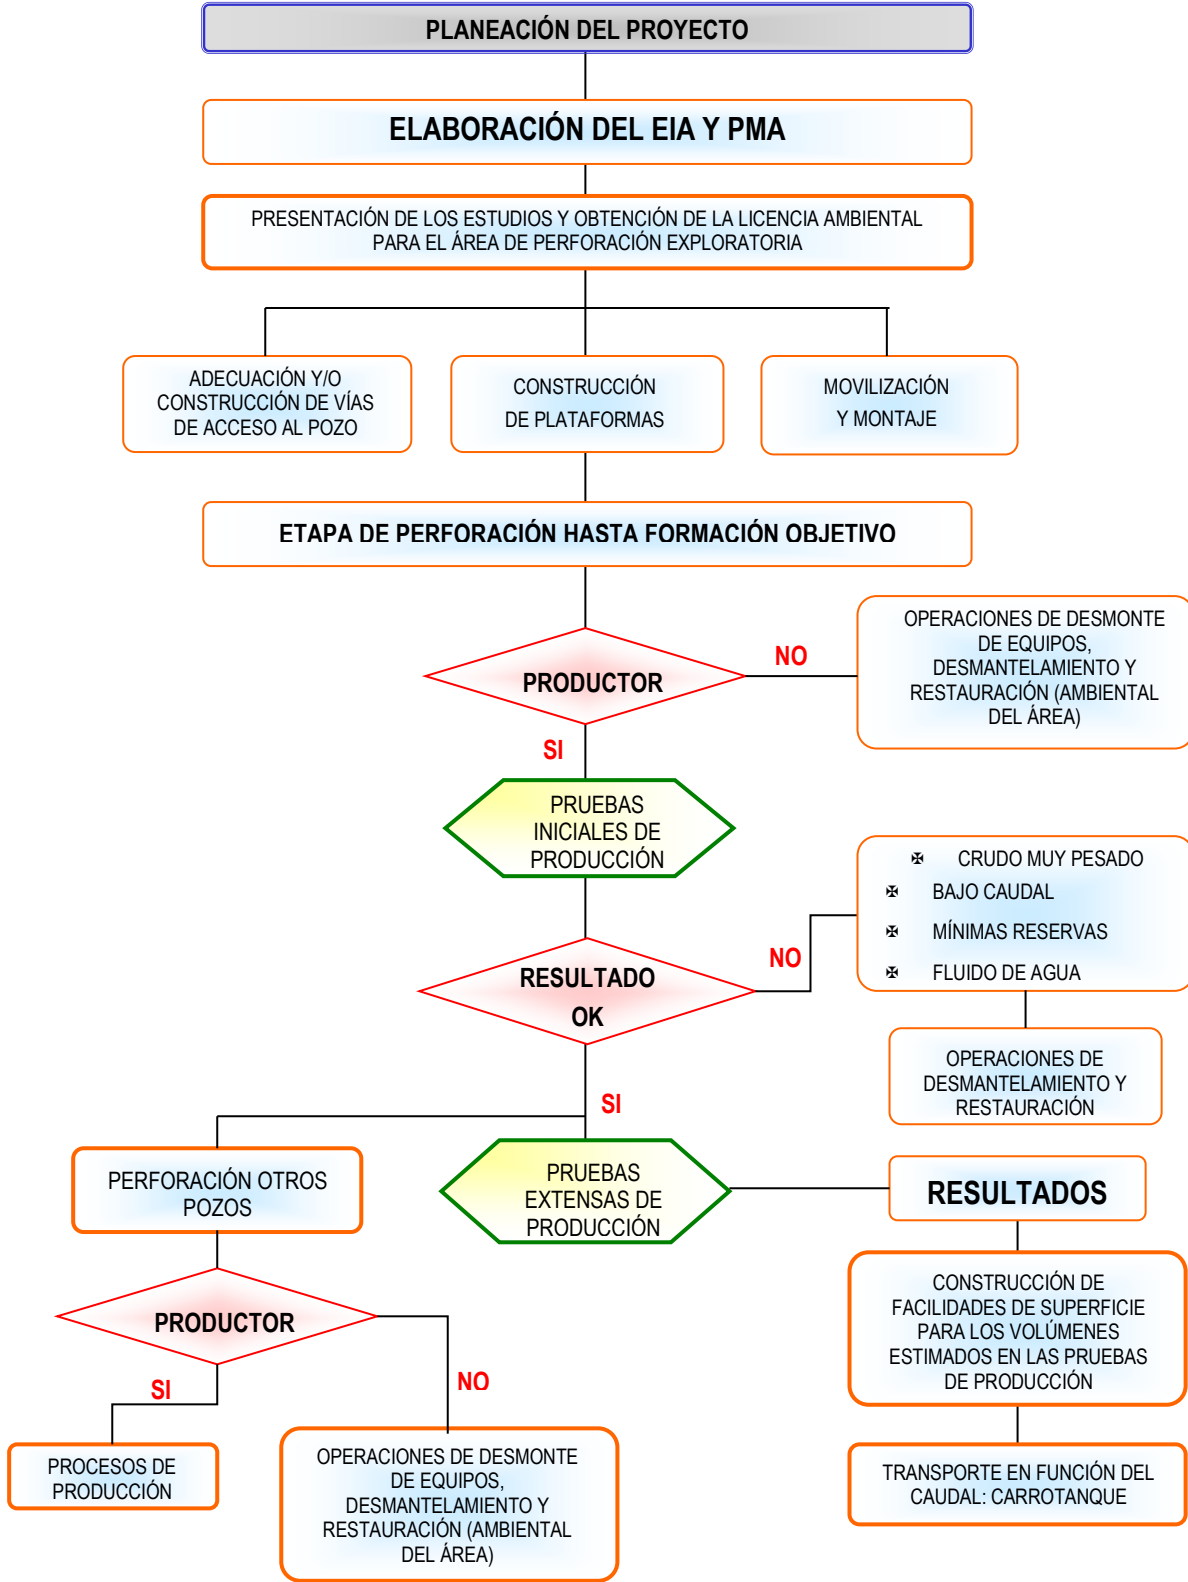 PLANEACIÓN DEL PROYECTO
ELABORACIÓN DEL EIA Y PMA
PRESENTACIÓN DE LOS ESTUDIOS Y OBTENCIÓN DE LA LICENCIA AMBIENTAL
PARA EL ÁREA DE PERFORACIÓN EXPLORATORIA
ADECUACIÓN Y/O
CONSTRUCCIÓN DE VÍAS
DE ACCESO AL POZO
CONSTRUCCIÓN
DE PLATAFORMAS
MOVILIZACIÓN
Y MONTAJE
ETAPA DE PERFORACIÓN HASTA FORMACIÓN OBJETIVO
PRODUCTOR
NO
OPERACIONES DE DESMONTE
DE EQUIPOS,
DESMANTELAMIENTO Y
RESTAURACIÓN (AMBIENTAL
DEL ÁREA)
SI
PRUEBAS
INICIALES DE
PRODUCCIÓN
RESULTADO
OK
NO
✠ CRUDO MUY PESADO
✠ BAJO CAUDAL
✠ MÍNIMAS RESERVAS
✠ FLUIDO DE AGUA
OPERACIONES DE
DESMANTELAMIENTO Y
RESTAURACIÓN
SI
PERFORACIÓN OTROS
POZOS
PRUEBAS
EXTENSAS DE
PRODUCCIÓN
RESULTADOS
CONSTRUCCIÓN DE
FACILIDADES DE SUPERFICIE
PARA LOS VOLÚMENES
ESTIMADOS EN LAS PRUEBAS
DE PRODUCCIÓN
TRANSPORTE EN FUNCIÓN DEL
CAUDAL: CARROTANQUE
PRODUCTOR
SI
NO
PROCESOS DE
PRODUCCIÓN
OPERACIONES DE DESMONTE
DE EQUIPOS,
DESMANTELAMIENTO Y
RESTAURACIÓN (AMBIENTAL
DEL ÁREA)